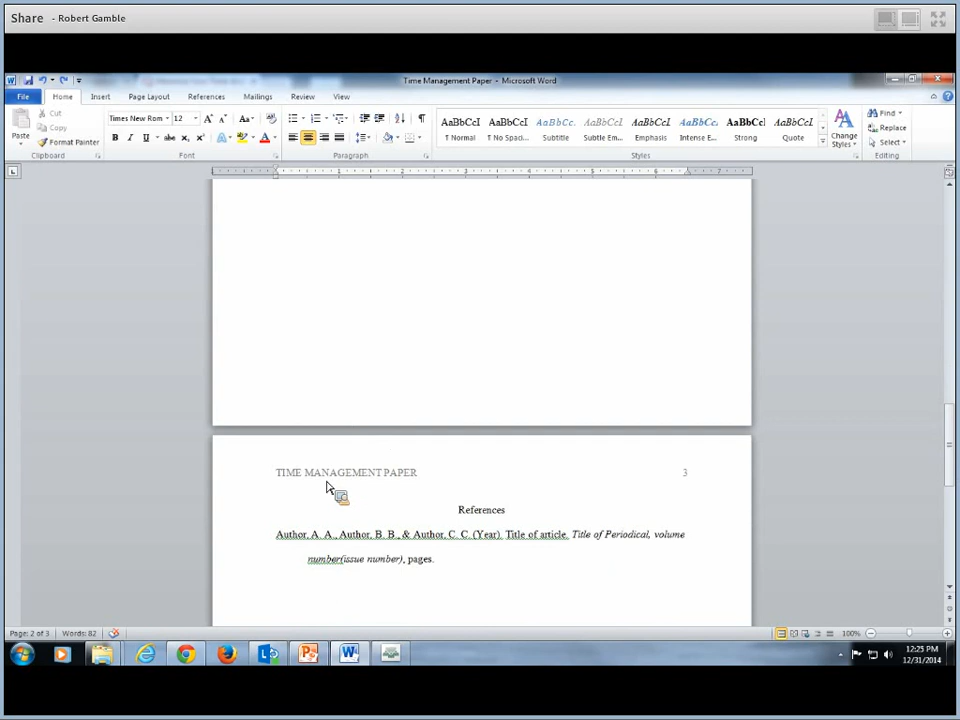 Share - Robert Gamble
Time Management Paper - Microsoft Word
File Home Insert Page Layout References Mailings Review View
Cut
Copy
Format Painter
Paste
Clipboard
Times New Rom 12
B I U abc X₂ X²
Font
Paragraph
AaBbCcI AaBbCcI AaBbCc. AaBbCcI AaBbCcI AaBbCc. AaBbCcI AaBbCcI
¶ Normal ¶ No Spaci... Subtitle Subtle Em... Emphasis Intense E... Strong Quote
Change Styles
Styles
Find
Replace
Select
Editing
TIME MANAGEMENT PAPER 3
References
Author, A. A., Author, B. B., & Author, C. C. (Year). Title of article. Title of Periodical, volume
number(issue number), pages.
Page: 2 of 3 Words: 82 100%
12:25 PM
12/31/2014